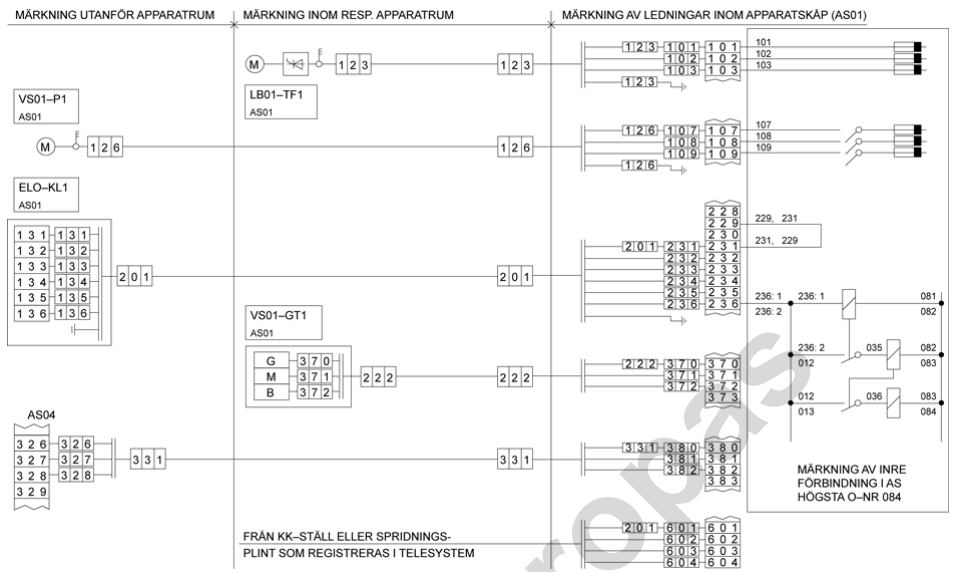 MÄRKNING UTANFÖR APPARATRUM
MÄRKNING INOM RESP. APPARATRUM
MÄRKNING AV LEDNINGAR INOM APPARATSKÅP (AS01)
M
1 2 3
1 2 3
1 2 3 1 0 1 1 0 1
1 0 2 1 0 2
1 0 3 1 0 3
1 2 3
101
102
103
LB01–TF1
AS01
VS01–P1
AS01
M
1 2 6
1 2 6
1 2 6 1 0 7 1 0 7
1 0 8 1 0 8
1 0 9 1 0 9
1 2 6
107
108
109
ELO–KL1
AS01
1 3 1 1 3 1
1 3 2 1 3 2
1 3 3 1 3 3
1 3 4 1 3 4
1 3 5 1 3 5
1 3 6 1 3 6
2 0 1
2 0 1
2 2 8
2 2 9
2 3 0
2 0 1 2 3 1 2 3 1
2 3 2 2 3 2
2 3 3 2 3 3
2 3 4 2 3 4
2 3 5 2 3 5
2 3 6 2 3 6
229, 231
231, 229
236: 1 236: 1 081
236: 2 082
236: 2 035 082
012 083
012 036 083
013 084
VS01–GT1
AS01
G 3 7 0
M 3 7 1
B 3 7 2
2 2 2
2 2 2
2 2 2 3 7 0 3 7 0
3 7 1 3 7 1
3 7 2 3 7 2
3 7 3
AS04
3 2 6 3 2 6
3 2 7 3 2 7
3 2 8 3 2 8
3 2 9
3 3 1
3 3 1
3 3 1 3 8 0 3 8 0
3 8 1 3 8 1
3 8 2 3 8 2
3 8 3
MÄRKNING AV INRE
FÖRBINDNING I AS
HÖGSTA O–NR 084
FRÅN KK–STÄLL ELLER SPRIDNINGS-
PLINT SOM REGISTRERAS I TELESYSTEM
2 0 1 6 0 1 6 0 1
6 0 2 6 0 2
6 0 3 6 0 3
6 0 4 6 0 4
ropas